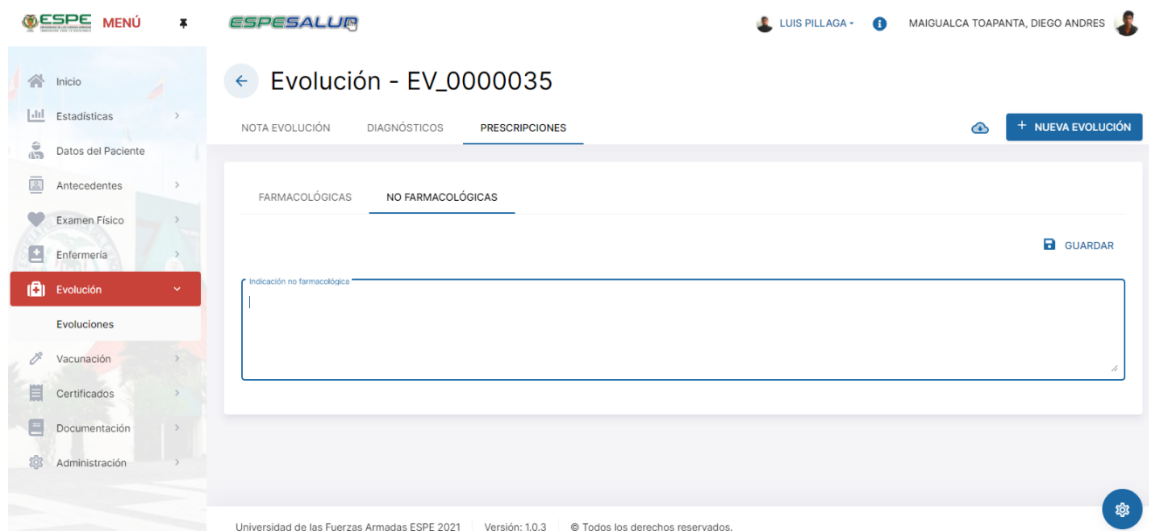 ESPE MENÚ
ESPESALUD
LUIS PILLAGA
MAIGUALCA TOAPANTA, DIEGO ANDRES
Evolución - EV_0000035
Inicio
Estadísticas
Datos del Paciente
Antecedentes
Examen Físico
Enfermería
Evolución
Evoluciones
Vacunación
Certificados
Documentación
Administración
NOTA EVOLUCIÓN DIAGNÓSTICOS PRESCRIPCIONES
+ NUEVA EVOLUCIÓN
FARMACOLÓGICAS NO FARMACOLÓGICAS
GUARDAR
Indicación no farmacológica
Universidad de las Fuerzas Armadas ESPE 2021 Versión: 1.0.3 © Todos los derechos reservados.